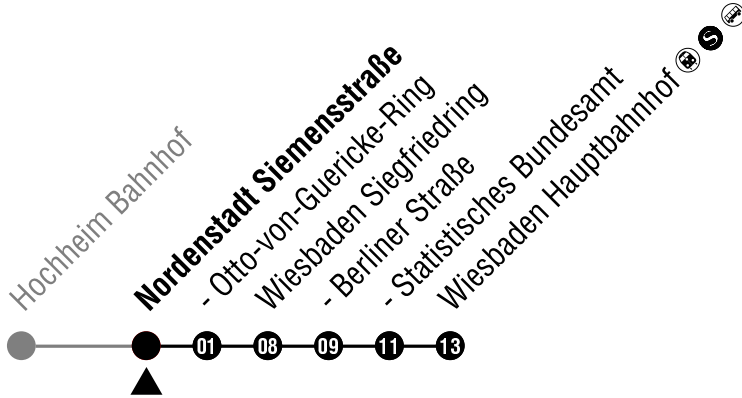 Hochheim Bahnhof
Nordenstadt Siemensstraße
- Otto-von-Guericke-Ring
Wiesbaden Siegfriedring
- Berliner Straße
- Statistisches Bundesamt
Wiesbaden Hauptbahnhof S
01 08 09 11 13